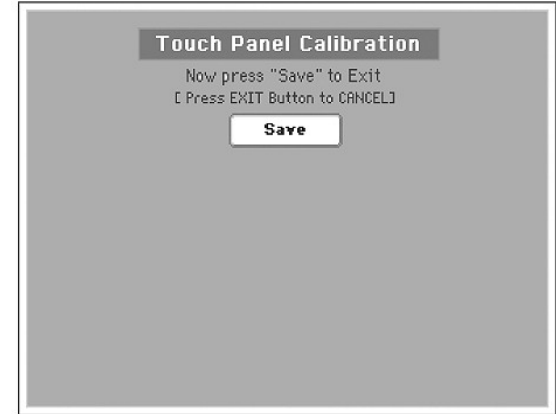 Touch Panel Calibration
Now press "Save" to Exit
[ Press EXIT Button to CANCEL]
Save